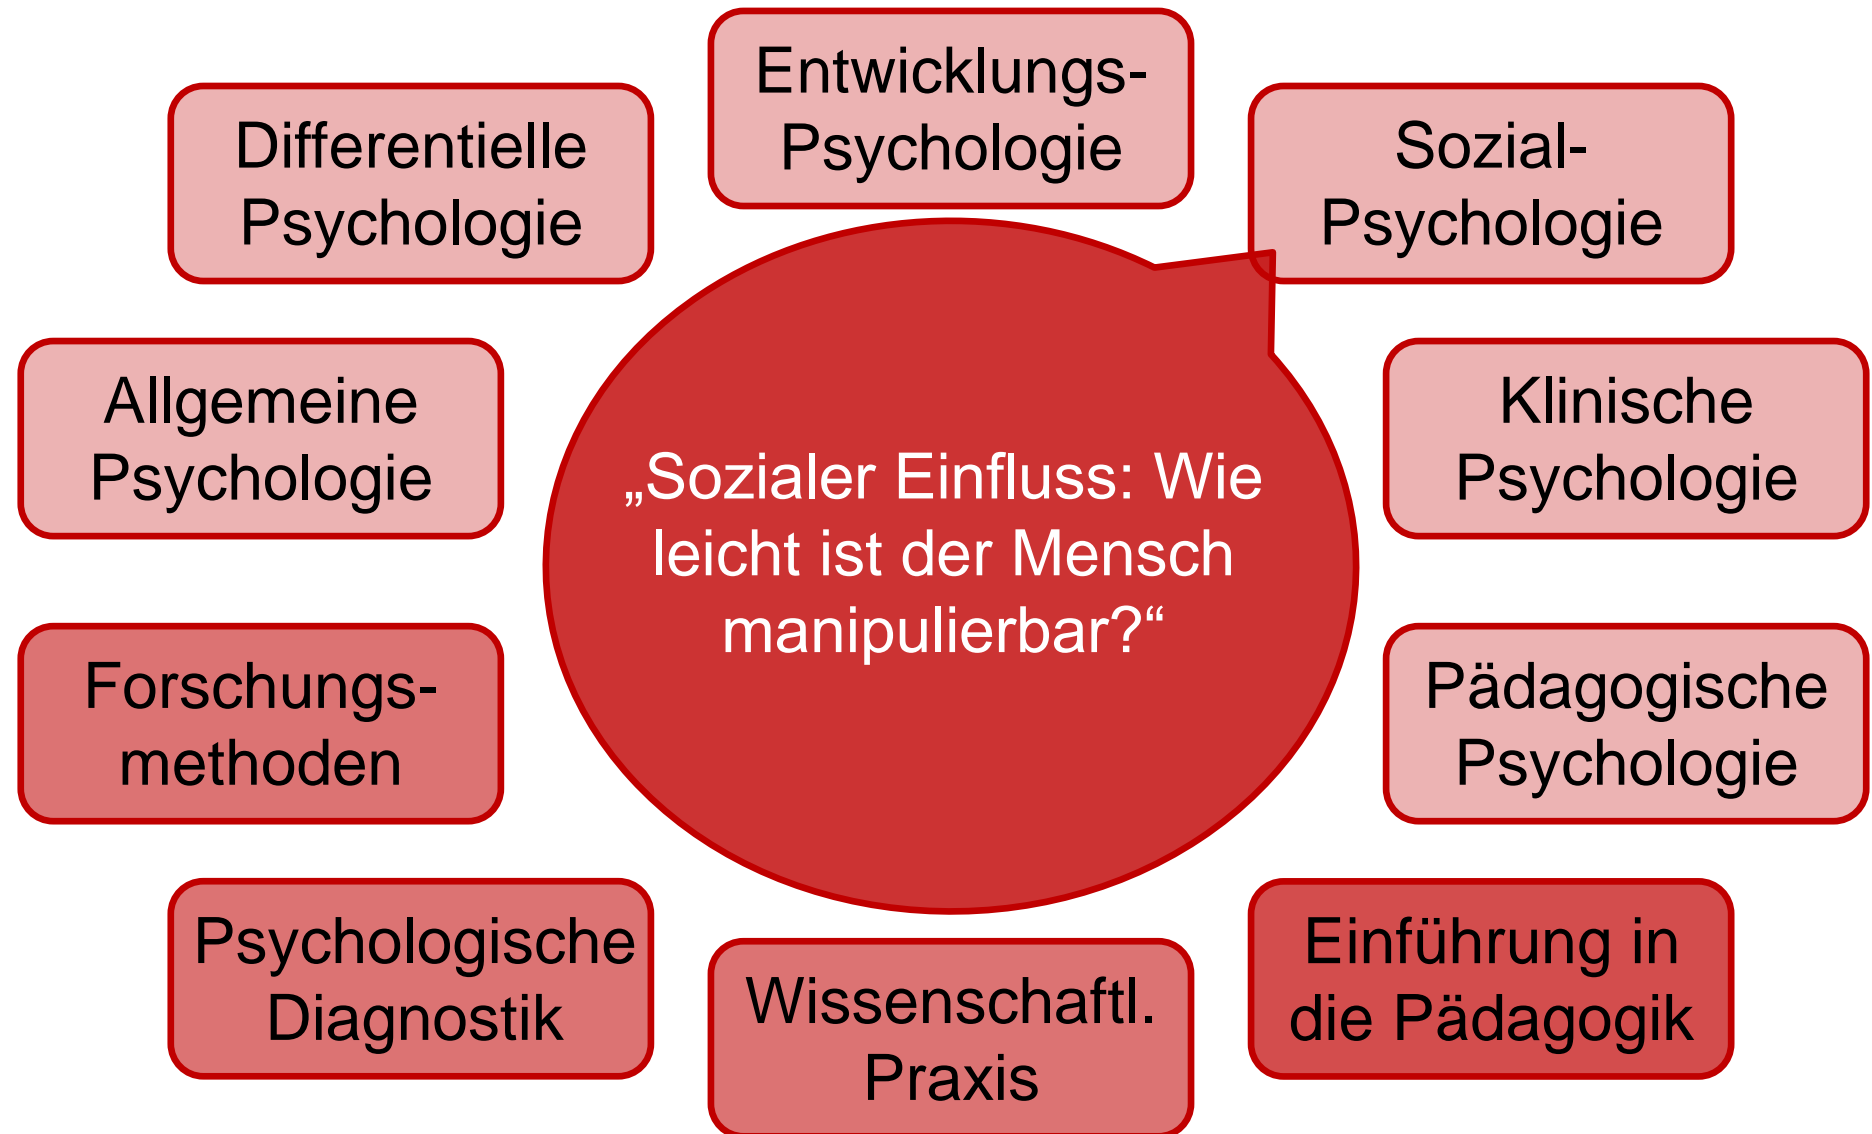 Entwicklungs-
Psychologie
Differentielle
Psychologie
Sozial-
Psychologie
Allgemeine
Psychologie
Klinische
Psychologie
„Sozialer Einfluss: Wie
leicht ist der Mensch
manipulierbar?“
Forschungs-
methoden
Pädagogische
Psychologie
Psychologische
Diagnostik
Wissenschaftl.
Praxis
Einführung in
die Pädagogik